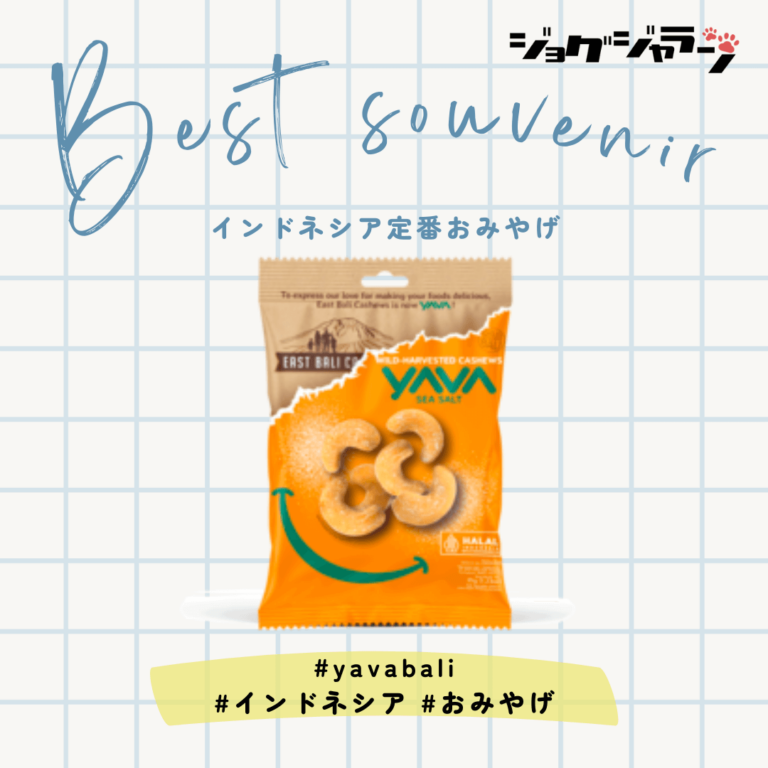 ジョグジャラーン
Best souvenir
インドネシア定番おみやげ
To express our love for making your foods delicious,
East Bali Cashews is now YAVA!
EAST BALI
WILD-HARVESTED CASHEWS
YAVA
SEA SALT
HALAL
#yavabali
#インドネシア #おみやげ